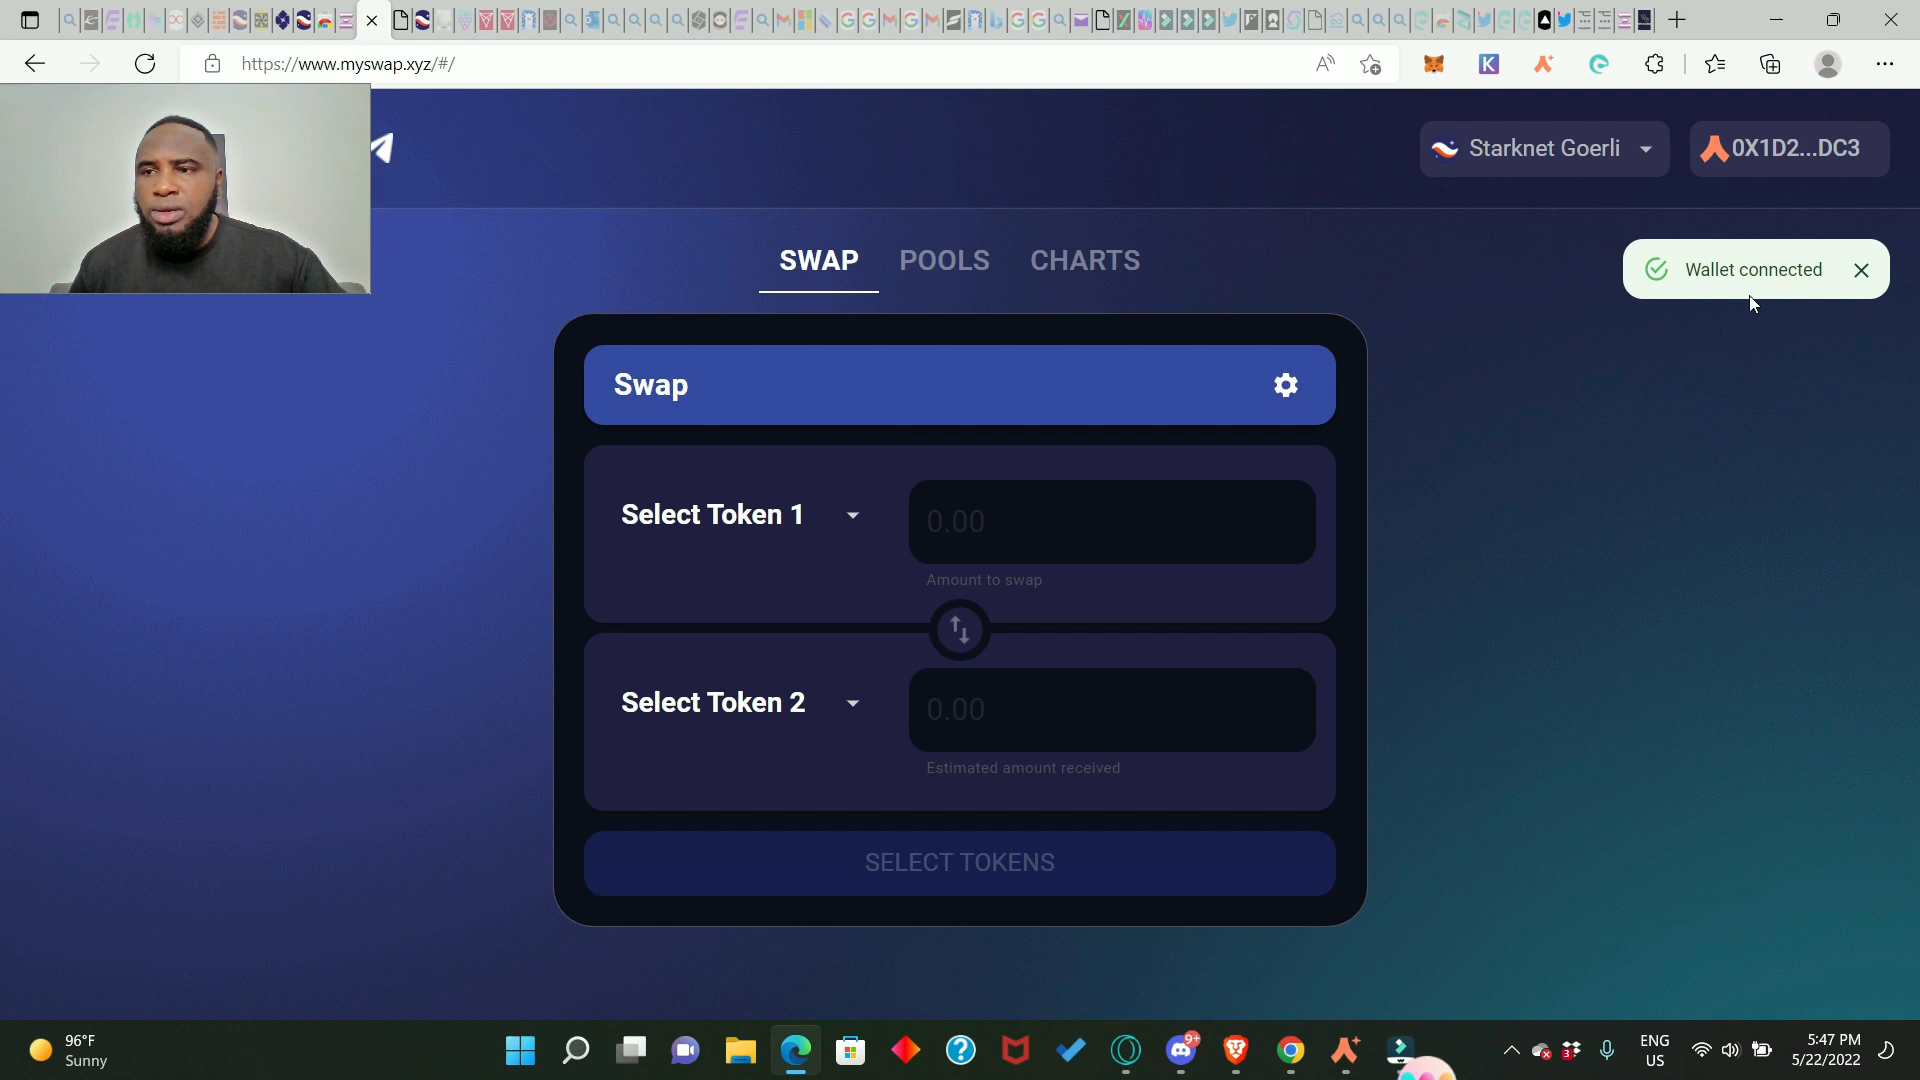 https://www.myswap.xyz/#/
Starknet Goerli
0X1D2...DC3
SWAP
POOLS
CHARTS
Wallet connected
Swap
Select Token 1
0.00
Amount to swap
Select Token 2
0.00
Estimated amount received
SELECT TOKENS
96°F
Sunny
9+
3
ENG
US
5:47 PM
5/22/2022